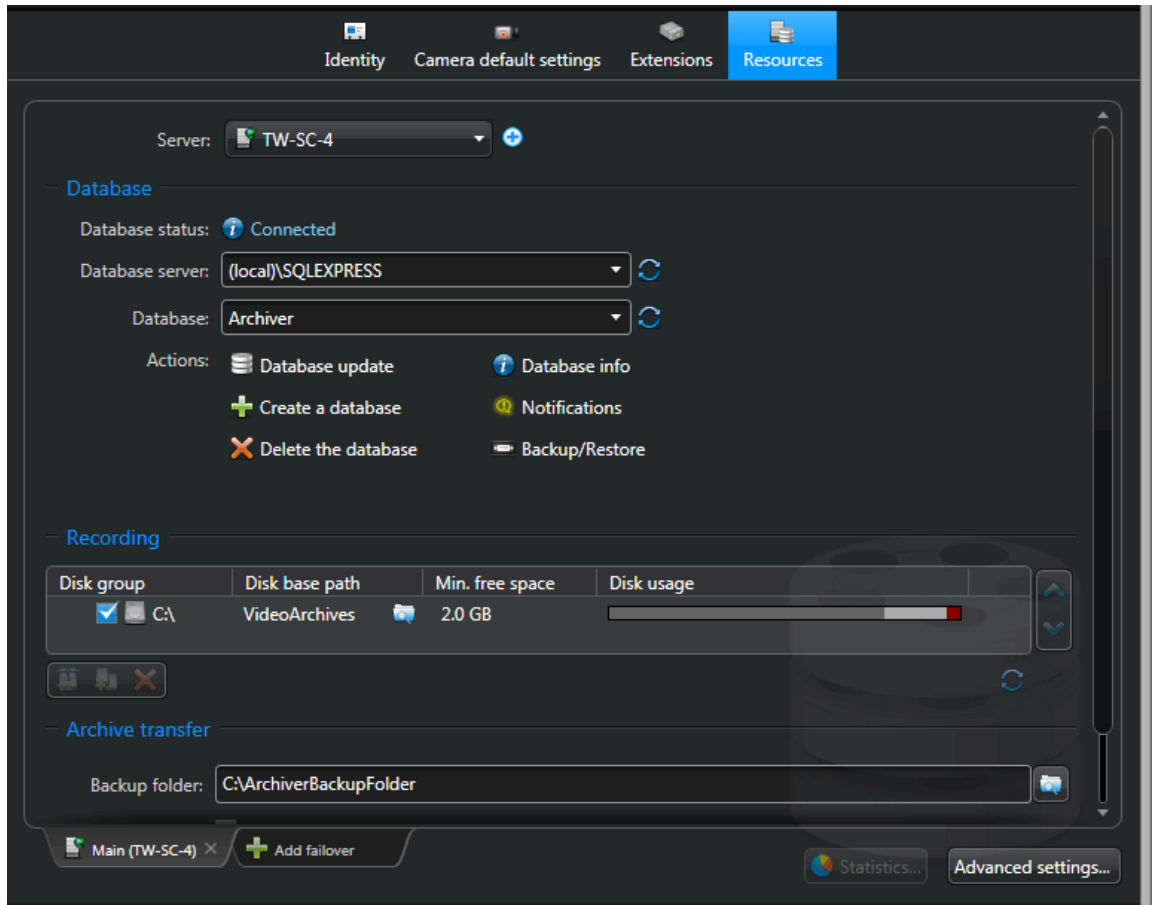 Identity Camera default settings Extensions Resources
Server: TW-SC-4
Database
Database status: Connected
Database server: (local)\SQLEXPRESS
Database: Archiver
Actions: Database update Database info
Create a database Notifications
Delete the database Backup/Restore
Recording
Disk group Disk base path Min. free space Disk usage
C:\ VideoArchives 2.0 GB
Archive transfer
Backup folder: C:\ArchiverBackupFolder
Main (TW-SC-4) Add failover
Statistics... Advanced settings...